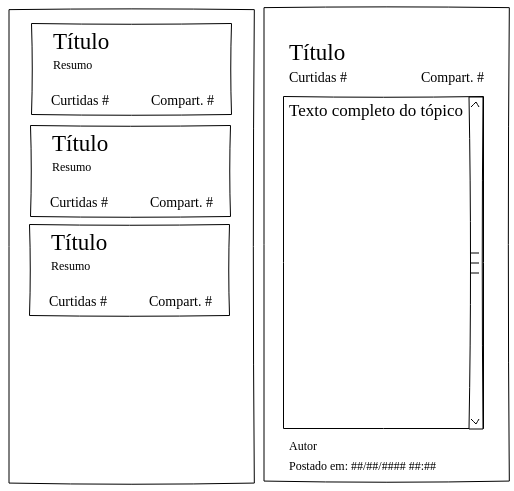 Título
Resumo
Curtidas # Compart. #
Título
Resumo
Curtidas # Compart. #
Título
Resumo
Curtidas # Compart. #
Título
Curtidas # Compart. #
Texto completo do tópico
Autor
Postado em: ##/##/#### ##:##